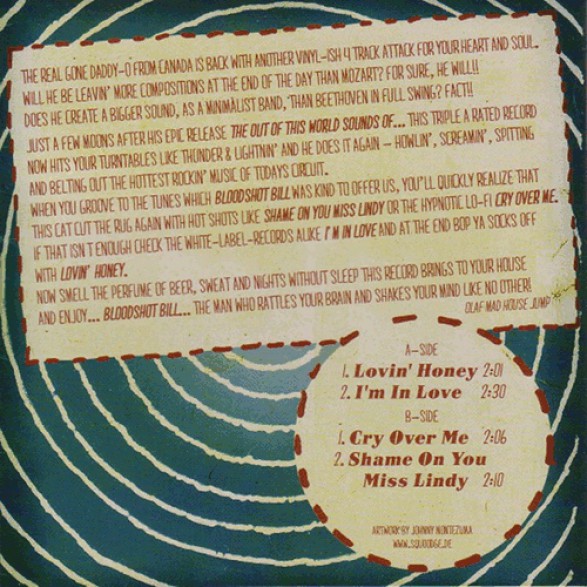 THE REAL GONE DADDY-O FROM CANADA IS BACK WITH ANOTHER VINYL-ISH 4 TRACK ATTACK FOR YOUR HEART AND SOUL.
WILL HE BE LEAVIN' MORE COMPOSITIONS AT THE END OF THE DAY THAN MOZART? FOR SURE, HE WILL!!
DOES HE CREATE A BIGGER SOUND, AS A MINIMALIST BAND, THAN BEETHOVEN IN FULL SWING? FACT!!
JUST A FEW MOONS AFTER HIS EPIC RELEASE THE OUT OF THIS WORLD SOUNDS OF... THIS TRIPLE A RATED RECORD
NOW HITS YOUR TURNTABLES LIKE THUNDER & LIGHTNIN' AND HE DOES IT AGAIN - HOWLIN', SCREAMIN', SPITTING
AND BELTING OUT THE HOTTEST ROCKIN' MUSIC OF TODAYS CIRCUIT.
WHEN YOU GROOVE TO THE TUNES WHICH BLOODSHOT BILL WAS KIND TO OFFER US, YOU'LL QUICKLY REALIZE THAT
THIS CAT CUT THE RUG AGAIN WITH HOT SHOTS LIKE SHAME ON YOU MISS LINDY OR THE HYPNOTIC LO-FI CRY OVER ME.
IF THAT ISN'T ENOUGH CHECK THE WHITE-LABEL-RECORDS ALIKE I'M IN LOVE AND AT THE END BOP YA SOCKS OFF
WITH LOVIN' HONEY.
NOW SMELL THE PERFUME OF BEER, SWEAT AND NIGHTS WITHOUT SLEEP THIS RECORD BRINGS TO YOUR HOUSE
AND ENJOY... BLOODSHOT BILL... THE MAN WHO RATTLES YOUR BRAIN AND SHAKES YOUR MIND LIKE NO OTHER!
OLAF MAD HOUSE JUMP
A-SIDE
1. Lovin' Honey 2:01
2. I'm In Love 2:30
B-SIDE
1. Cry Over Me 2:06
2. Shame On You
Miss Lindy 2:10
ARTWORK BY JOHNNY MONTEZUMA
WWW.SQUOODGE.DE